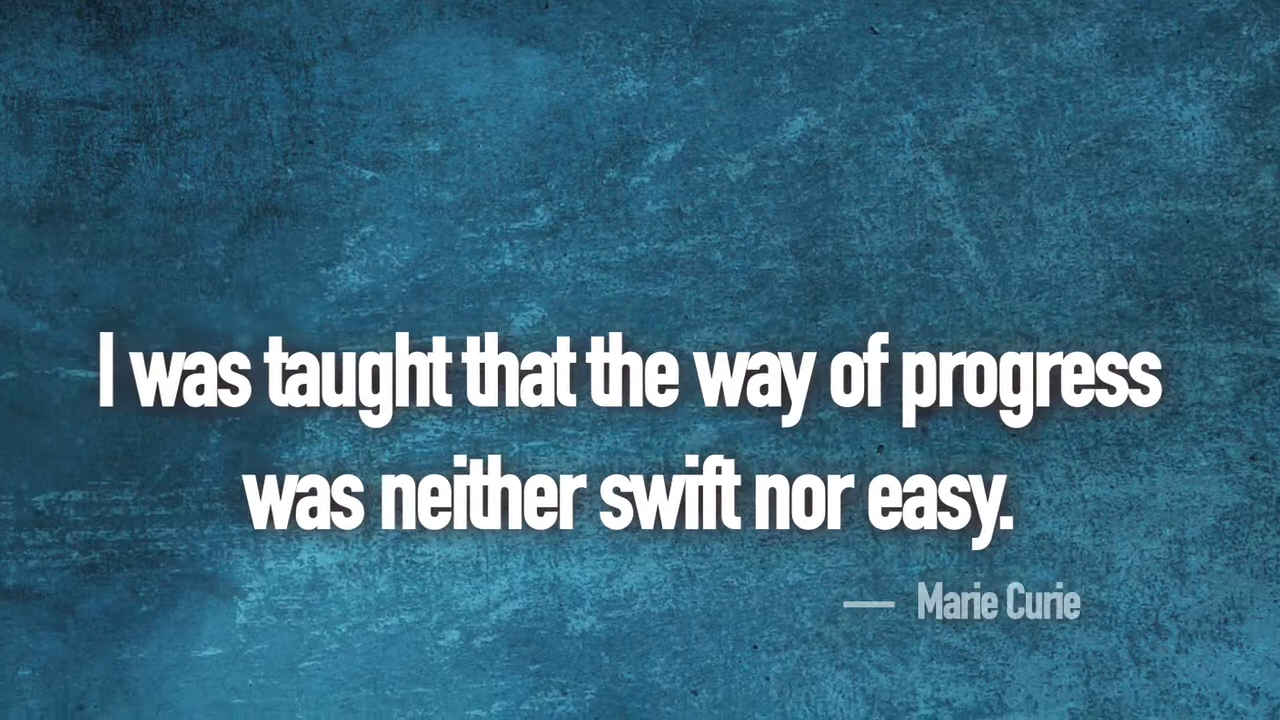 I was taught that the way of progress
was neither swift nor easy.
— Marie Curie